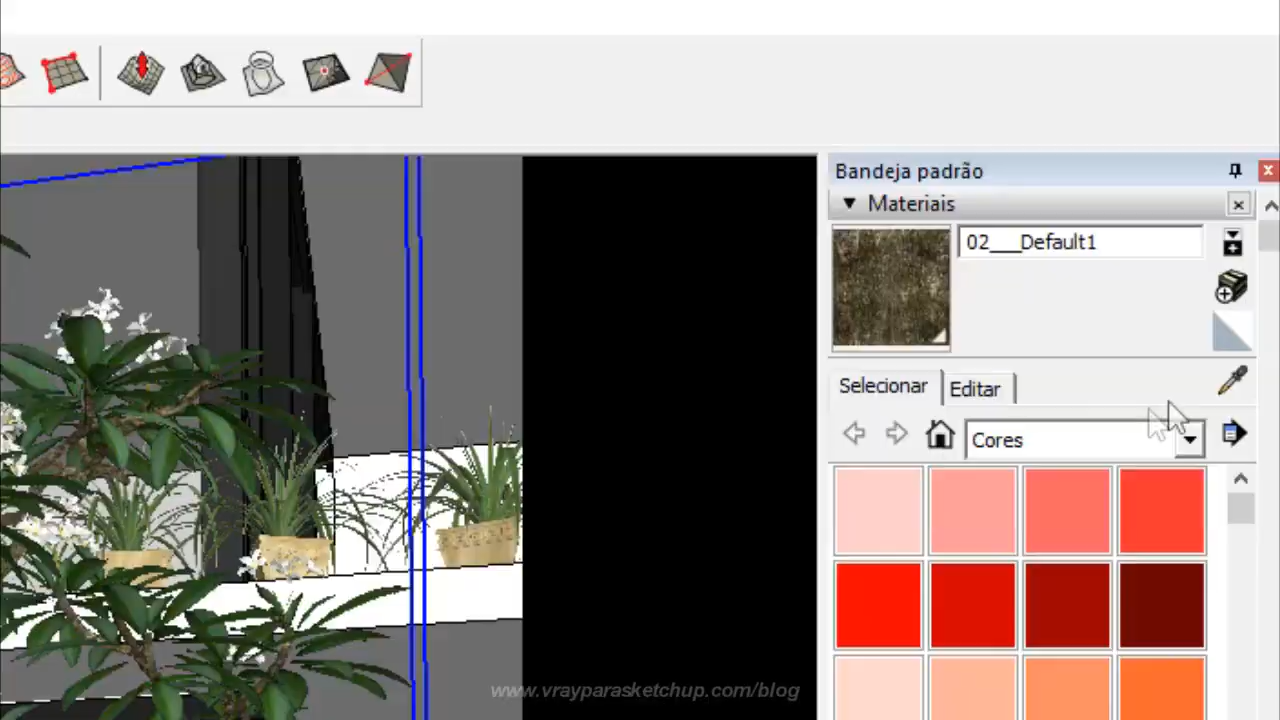 Bandeja padrão
Materiais
02___Default1
Selecionar
Editar
Cores
www.vrayparasketchup.com/blog